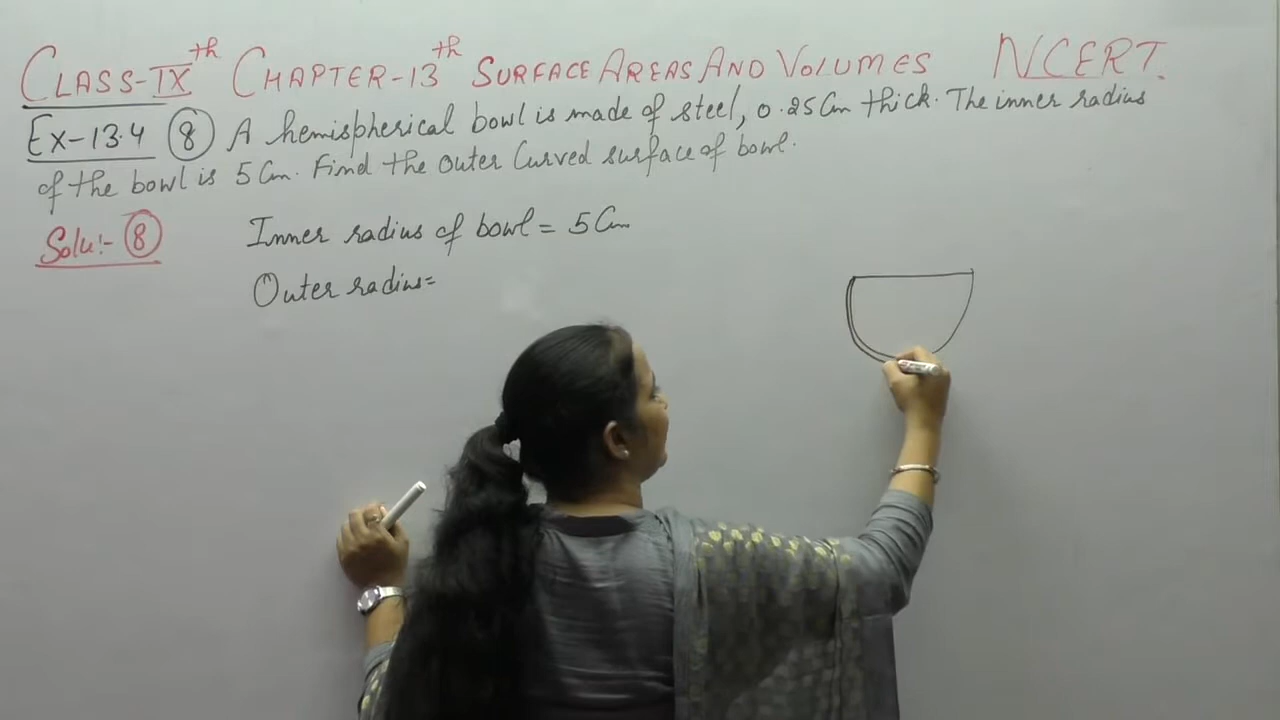 CLASS-IXth CHAPTER-13th SURFACE AREAS AND VOLUMES NCERT.
Ex-13.4 8 A hemispherical bowl is made of steel, 0.25 Cm thick. The inner radius
of the bowl is 5 Cm. Find the outer Curved surface of bowl.
Solu:- 8 Inner radius of bowl = 5 Cm
Outer radius=